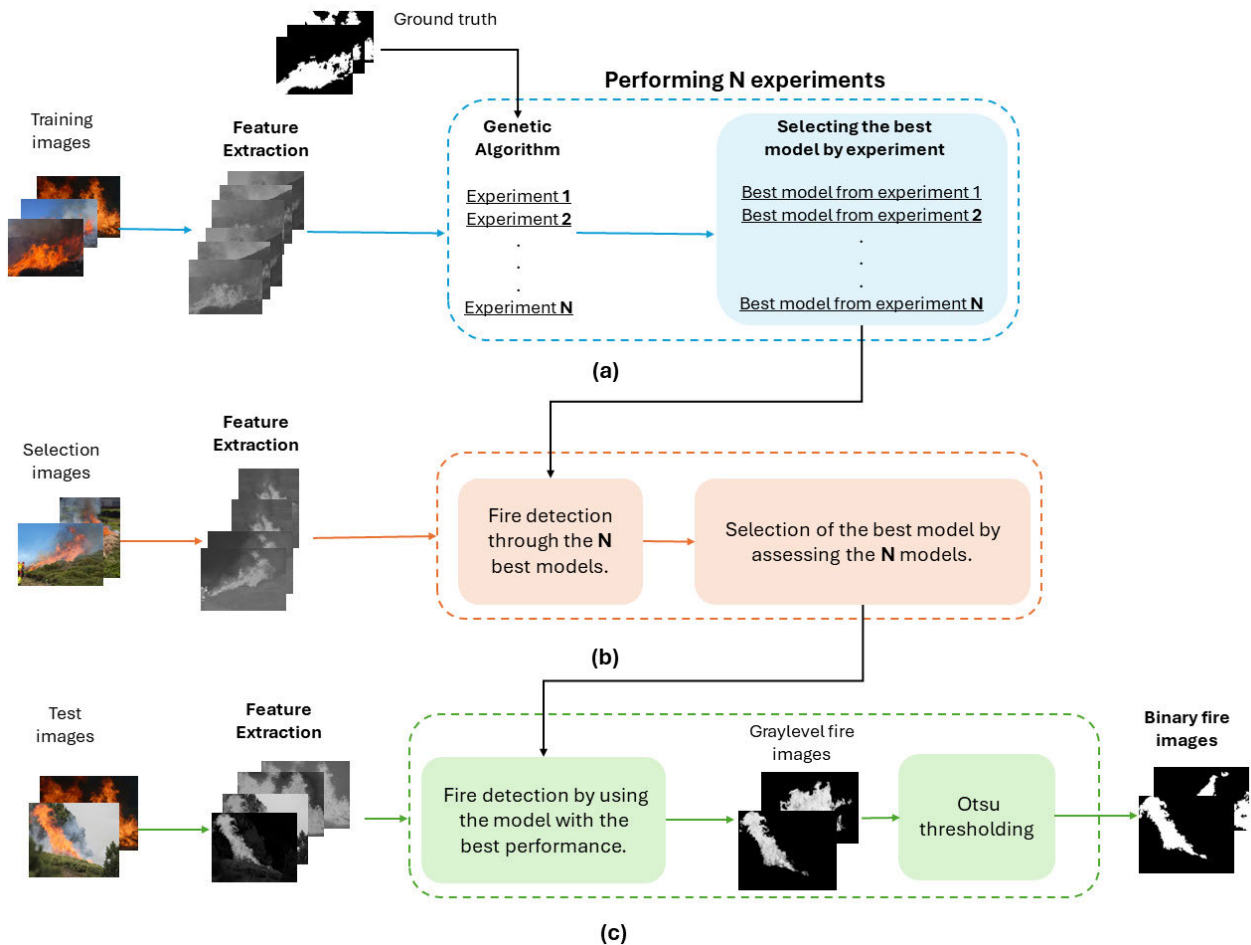 Ground truth
Performing N experiments
Training
images
Feature
Extraction
Genetic
Algorithm
Experiment 1
Experiment 2
.
.
.
Experiment N
Selecting the best
model by experiment
Best model from experiment 1
Best model from experiment 2
.
.
.
Best model from experiment N
(a)
Selection
images
Feature
Extraction
Fire detection
through the N
best models.
Selection of the best model by
assessing the N models.
(b)
Test
images
Feature
Extraction
Fire detection by using
the model with the
best performance.
Graylevel fire
images
Otsu
thresholding
Binary fire
images
(c)